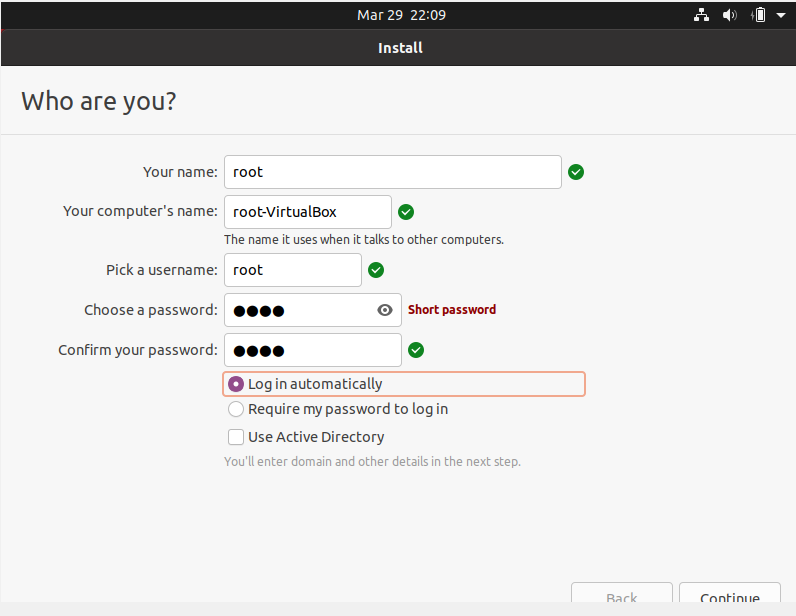 Mar 29 22:09
Install
Who are you?
Your name: root
Your computer's name: root-VirtualBox
The name it uses when it talks to other computers.
Pick a username: root
Choose a password: ●●●● Short password
Confirm your password: ●●●●
Log in automatically
Require my password to log in
Use Active Directory
You'll enter domain and other details in the next step.
Back Continue